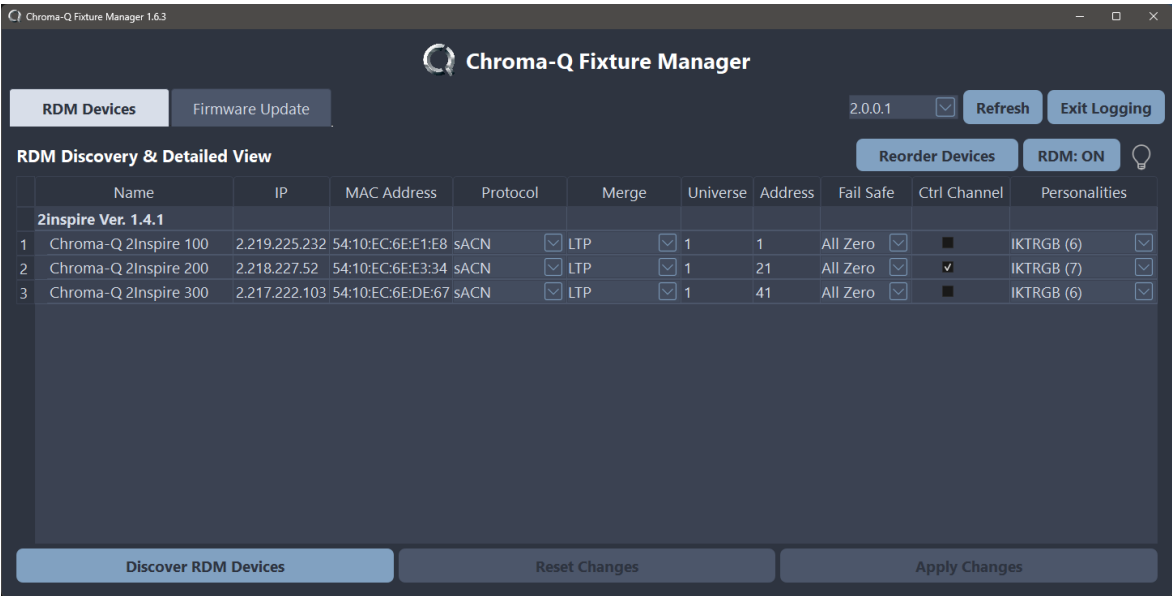 Chroma-Q Fixture Manager 1.6.3
Chroma-Q Fixture Manager
RDM Devices Firmware Update 2.0.0.1 Refresh Exit Logging
RDM Discovery & Detailed View Reorder Devices RDM: ON
Name IP MAC Address Protocol Merge Universe Address Fail Safe Ctrl Channel Personalities
2inspire Ver. 1.4.1
1 Chroma-Q 2Inspire 100 2.219.225.232 54:10:EC:6E:E1:E8 sACN LTP 1 1 All Zero IKTRGB (6)
2 Chroma-Q 2Inspire 200 2.218.227.52 54:10:EC:6E:E3:34 sACN LTP 1 21 All Zero IKTRGB (7)
3 Chroma-Q 2Inspire 300 2.217.222.103 54:10:EC:6E:DE:67 sACN LTP 1 41 All Zero IKTRGB (6)
Discover RDM Devices Reset Changes Apply Changes